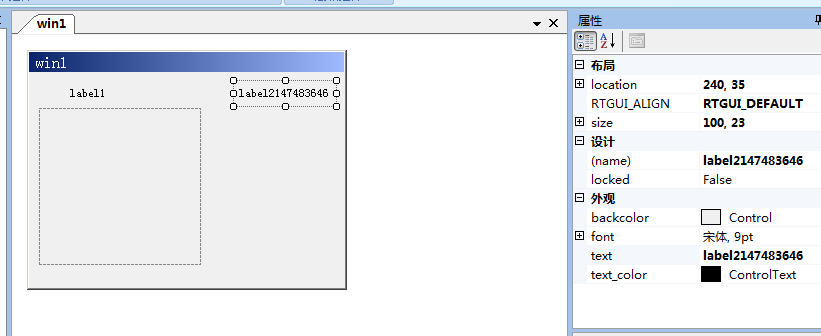 win1
win1
label1
label2147483646
属性
布局
location 240, 35
RTGUI_ALIGN RTGUI_DEFAULT
size 100, 23
设计
(name) label2147483646
locked False
外观
backcolor Control
font 宋体, 9pt
text label2147483646
text_color ControlText